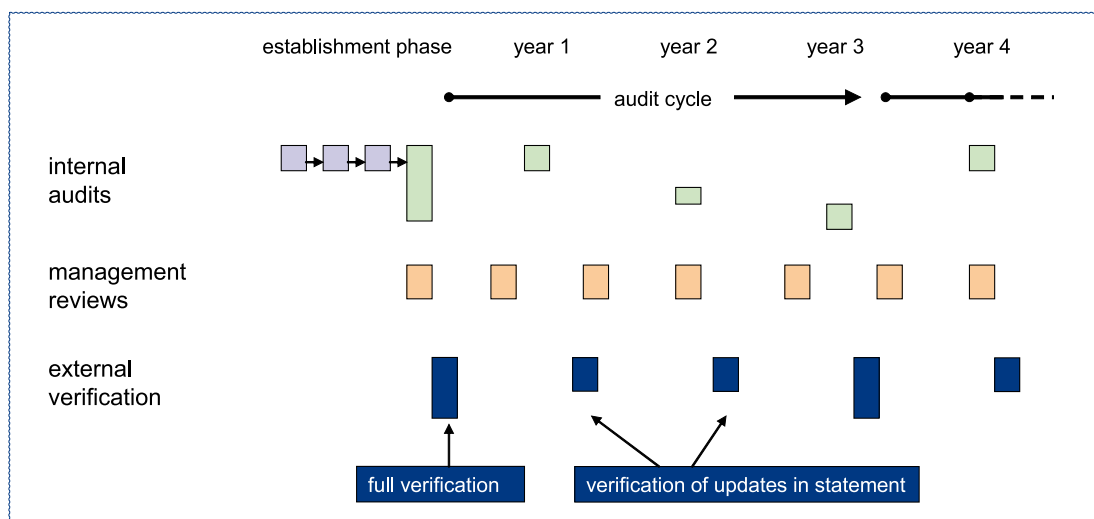 establishment phase
year 1
year 2
year 3
year 4
audit cycle
internal
audits
management
reviews
external
verification
full verification
verification of updates in statement